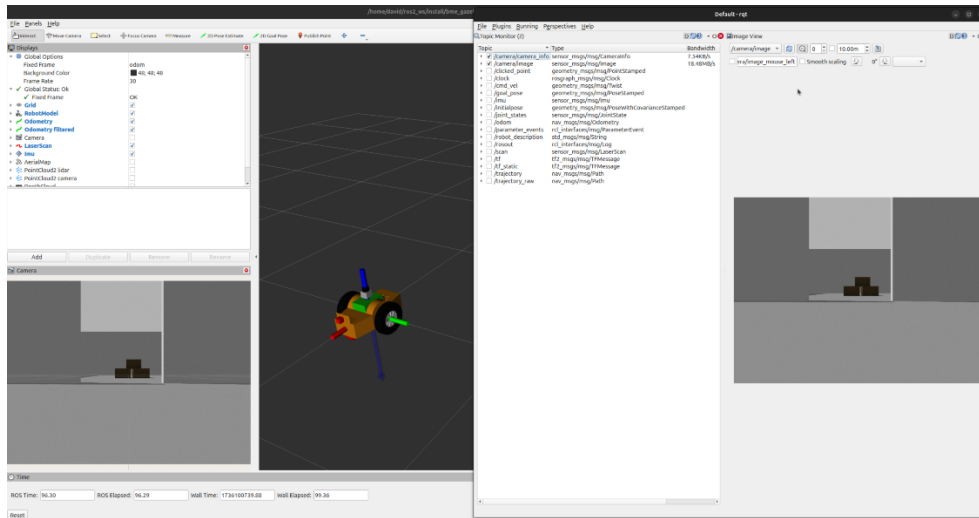 /home/david/ros2_ws/install/bme_gazeb
File Panels Help
Interact Move Camera Select Focus Camera Measure 2D Pose Estimate 2D Goal Pose Publish Point
Displays
Global Options
Fixed Frame odom
Background Color 48; 48; 48
Frame Rate 30
Global Status: Ok
Fixed Frame OK
Grid
RobotModel
Odometry
Odometry filtered
Camera
LaserScan
Imu
AerialMap
PointCloud2 lidar
PointCloud2 camera
DepthCloud
Add Duplicate Remove Rename
Camera
Time
ROS Time: 96.30 ROS Elapsed: 96.29 Wall Time: 1736100739.88 Wall Elapsed: 99.36
Reset
Default - rqt
File Plugins Running Perspectives Help
Topic Monitor (2)
Topic Type Bandwidth
/camera/camera_info sensor_msgs/msg/CameraInfo 7.54KB/s
/camera/image sensor_msgs/msg/Image 18.48MB/s
/clicked_point geometry_msgs/msg/PointStamped
/clock rosgraph_msgs/msg/Clock
/cmd_vel geometry_msgs/msg/Twist
/goal_pose geometry_msgs/msg/PoseStamped
/imu sensor_msgs/msg/Imu
/initialpose geometry_msgs/msg/PoseWithCovarianceStamped
/joint_states sensor_msgs/msg/JointState
/odom nav_msgs/msg/Odometry
/parameter_events rcl_interfaces/msg/ParameterEvent
/robot_description std_msgs/msg/String
/rosout rcl_interfaces/msg/Log
/scan sensor_msgs/msg/LaserScan
/tf tf2_msgs/msg/TFMessage
/tf_static tf2_msgs/msg/TFMessage
/trajectory nav_msgs/msg/Path
/trajectory_raw nav_msgs/msg/Path
Image View
/camera/image 0 10.00m
ra/image_mouse_left Smooth scaling 0°